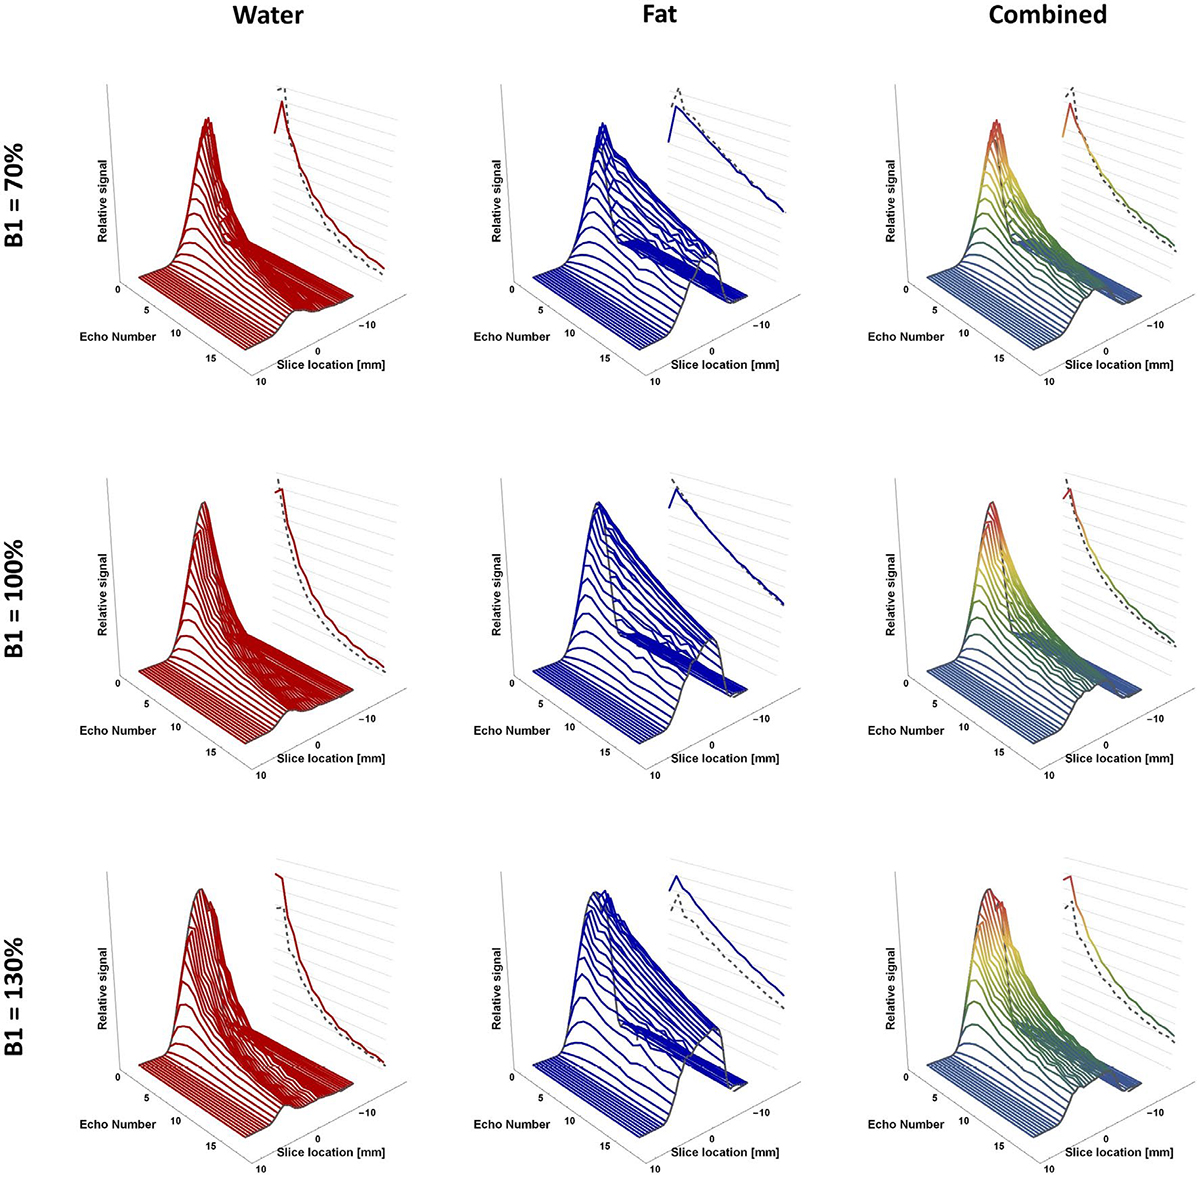 Water Fat Combined
B1 = 70%
Relative signal Relative signal Relative signal
0 0 0
5 5 5
10 10 10
15 15 15
Echo Number Echo Number Echo Number
−10 −10 −10
0 0 0
10 10 10
Slice location [mm] Slice location [mm] Slice location [mm]
B1 = 100%
Relative signal Relative signal Relative signal
0 0 0
5 5 5
10 10 10
15 15 15
Echo Number Echo Number Echo Number
−10 −10 −10
0 0 0
10 10 10
Slice location [mm] Slice location [mm] Slice location [mm]
B1 = 130%
Relative signal Relative signal Relative signal
0 0 0
5 5 5
10 10 10
15 15 15
Echo Number Echo Number Echo Number
−10 −10 −10
0 0 0
10 10 10
Slice location [mm] Slice location [mm] Slice location [mm]